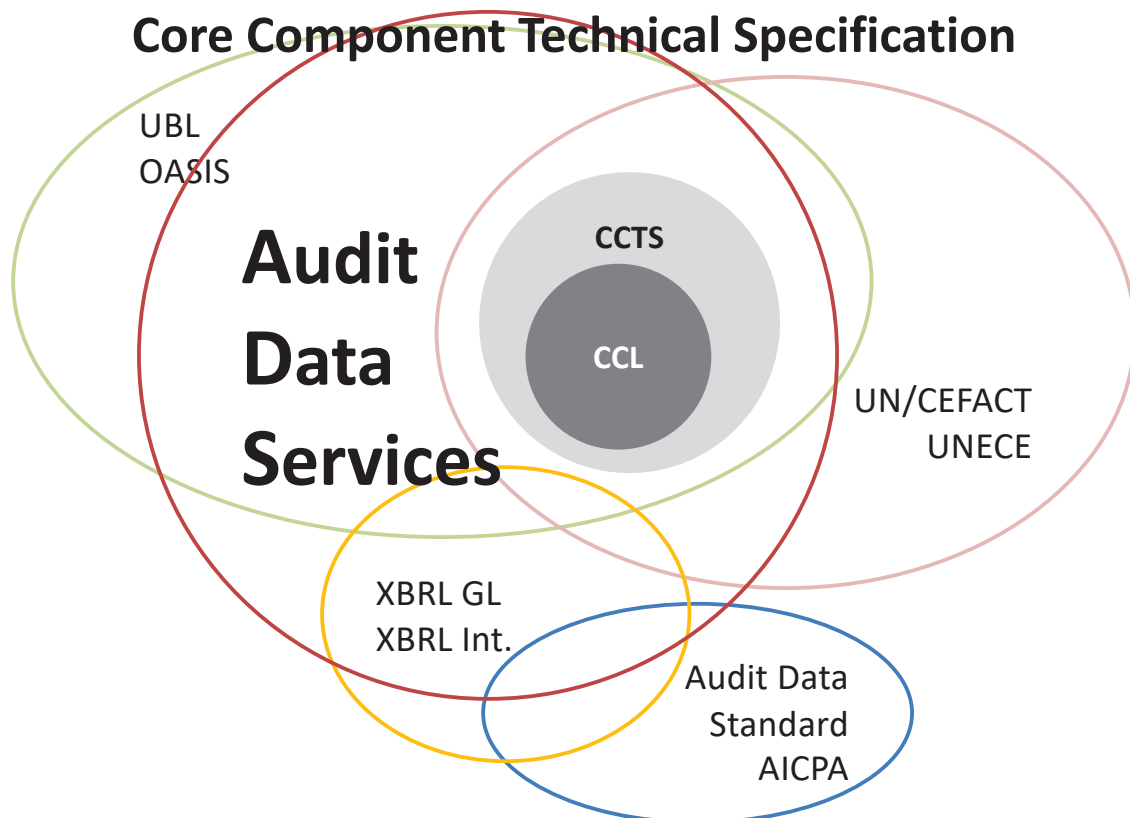 Core Component Technical Specification
UBL
OASIS
Audit
Data
Services
CCTS
CCL
UN/CEFACT
UNECE
XBRL GL
XBRL Int.
Audit Data
Standard
AICPA